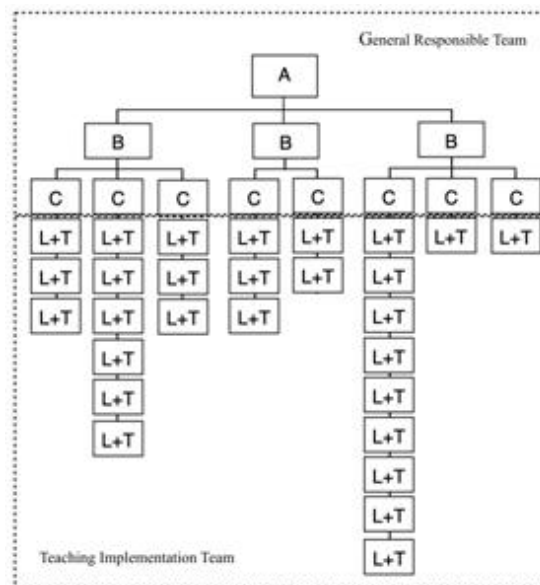 General Responsible Team
A
B B B
C C C C C C C C
L+T L+T L+T L+T L+T L+T L+T L+T
L+T L+T L+T L+T L+T L+T
L+T L+T L+T L+T L+T
L+T L+T
L+T L+T
L+T L+T
L+T
L+T
L+T
Teaching Implementation Team